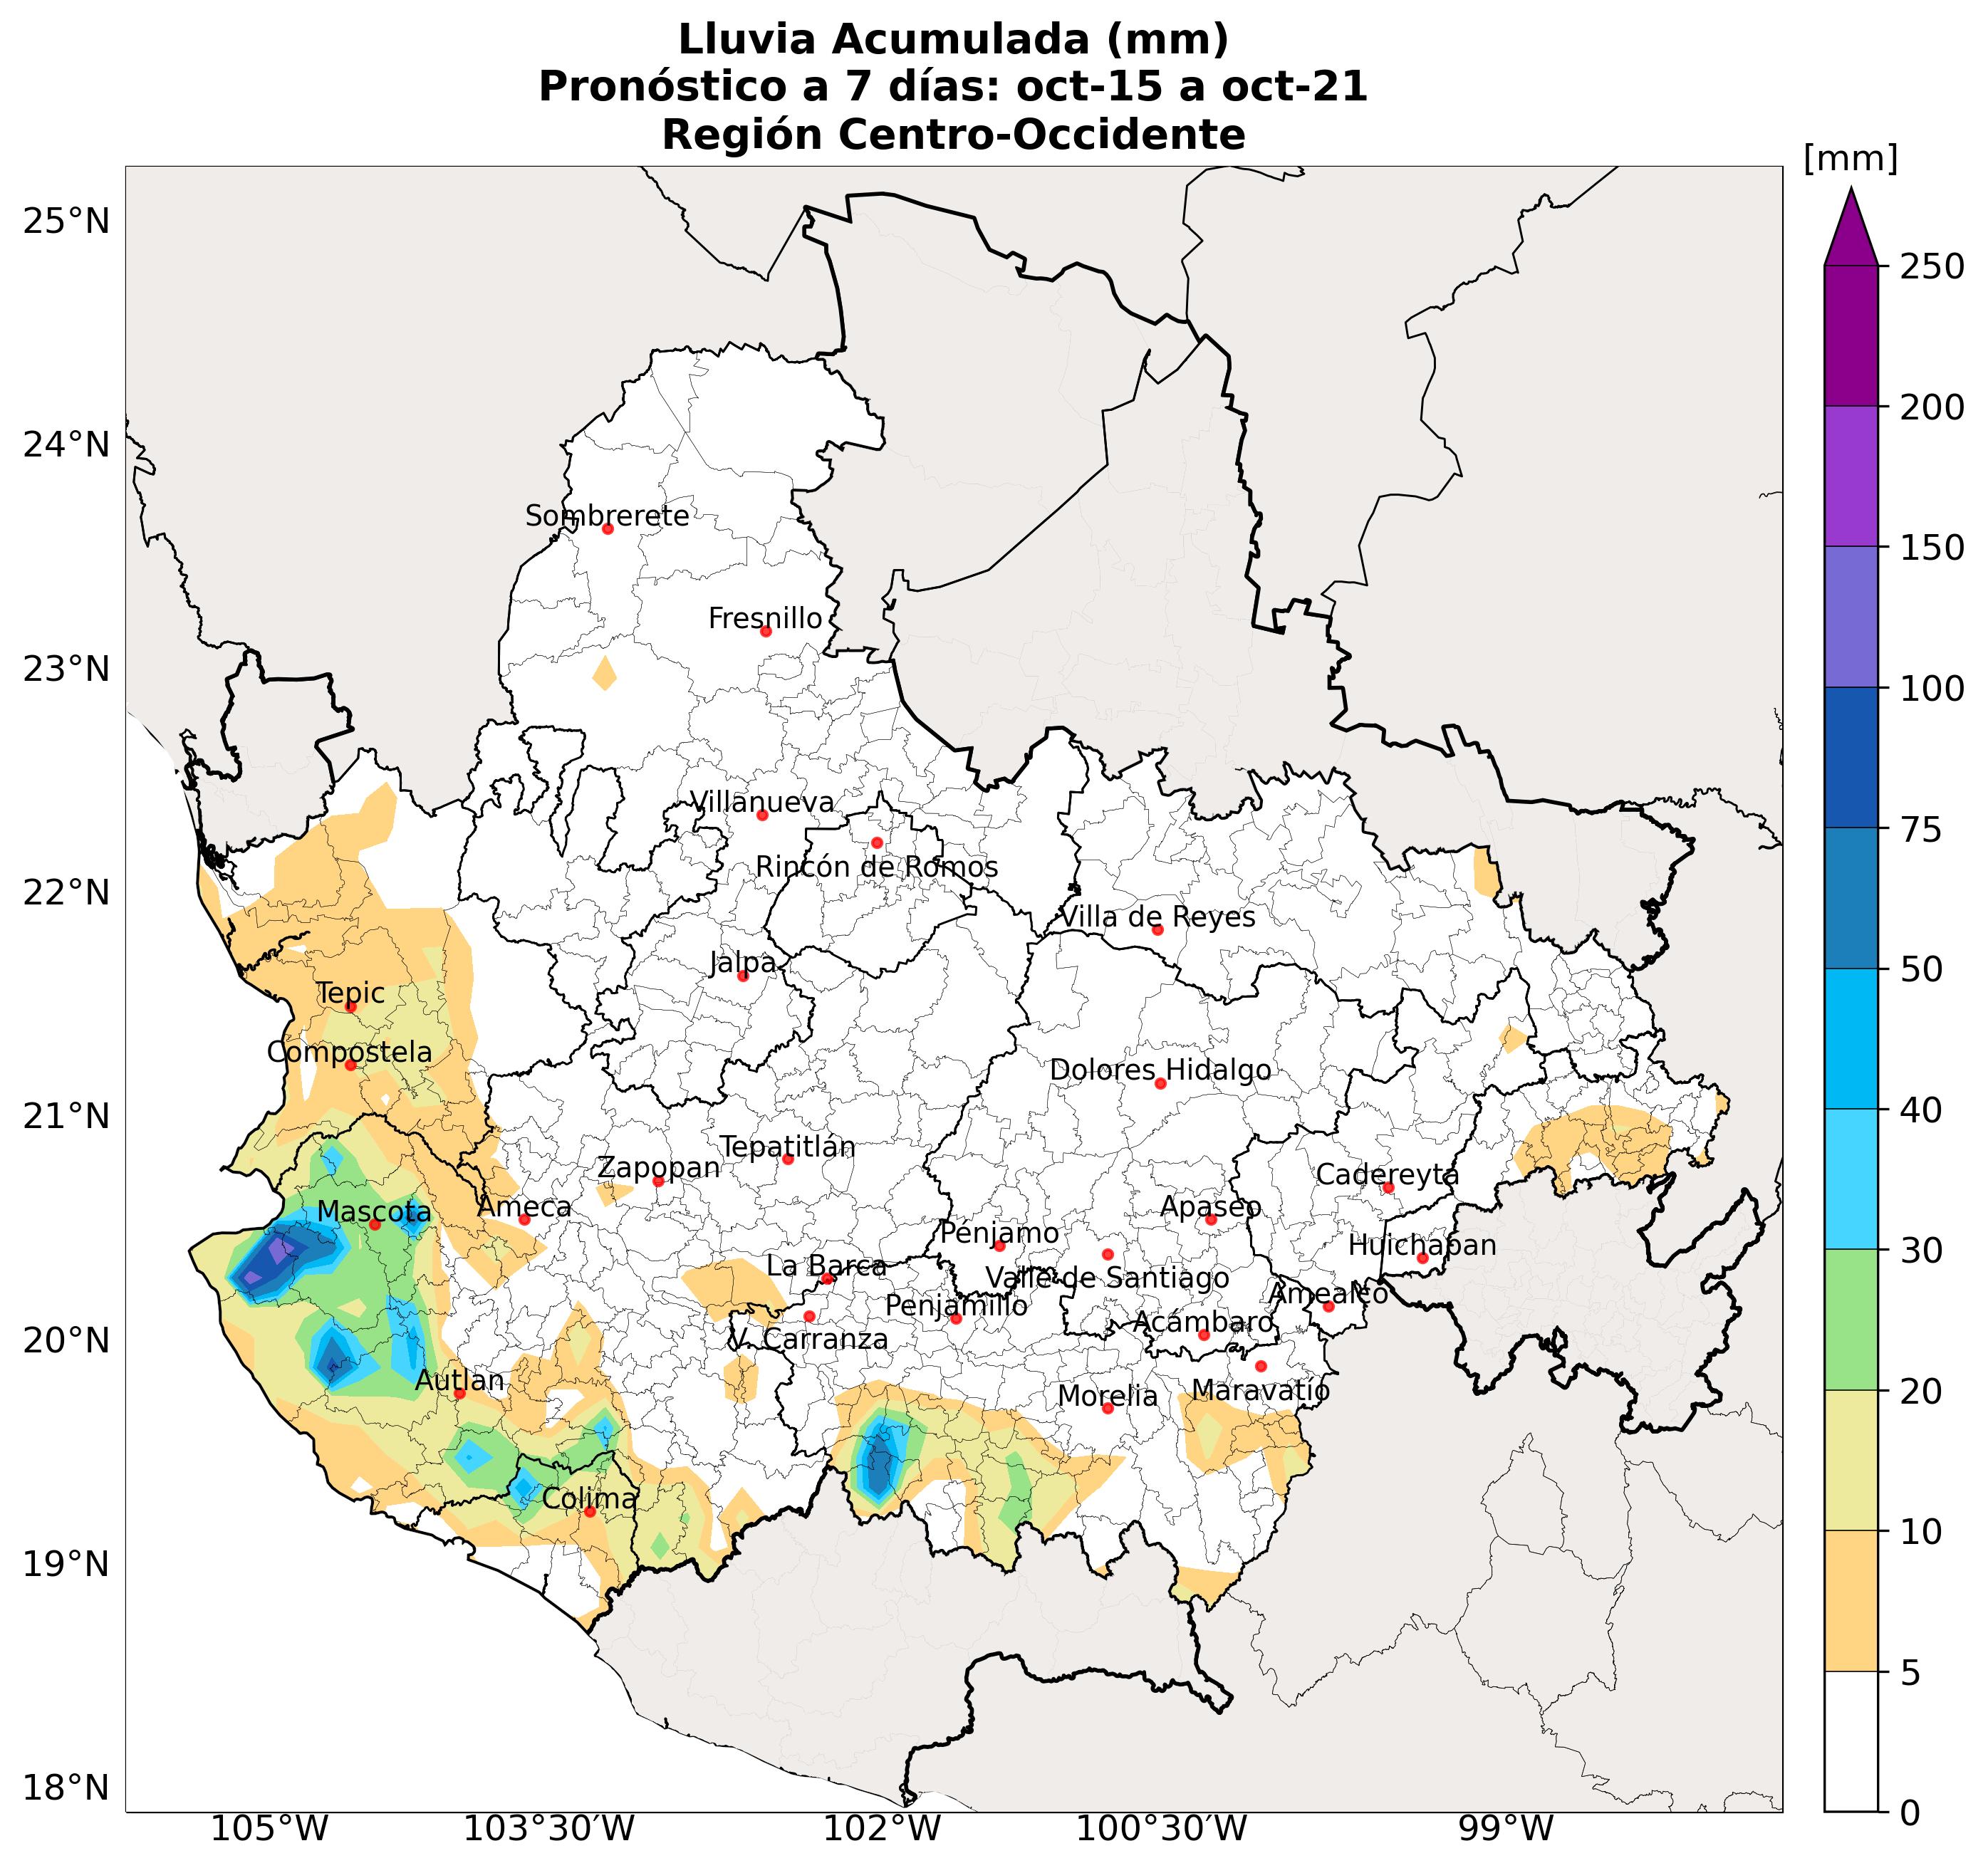 Lluvia Acumulada (mm)
Pronóstico a 7 días: oct-15 a oct-21
Región Centro-Occidente
[mm]
25°N
24°N
23°N
22°N
21°N
20°N
19°N
18°N
250
200
150
100
75
50
40
30
20
10
5
0
Sombrerete
Fresnillo
Villanueva
Rincón de Romos
Villa de Reyes
Jalpa
Tepic
Compostela
Dolores Hidalgo
Tepatitlán
Zapopan
Cadereyta
Mascota
Ameca
Apaseo
Pénjamo
Huichapan
La Barca
Valle de Santiago
Amealco
Penjamillo
Acámbaro
V. Carranza
Autlan
Morelia
Maravatío
Colima
105°W
103°30'W
102°W
100°30'W
99°W